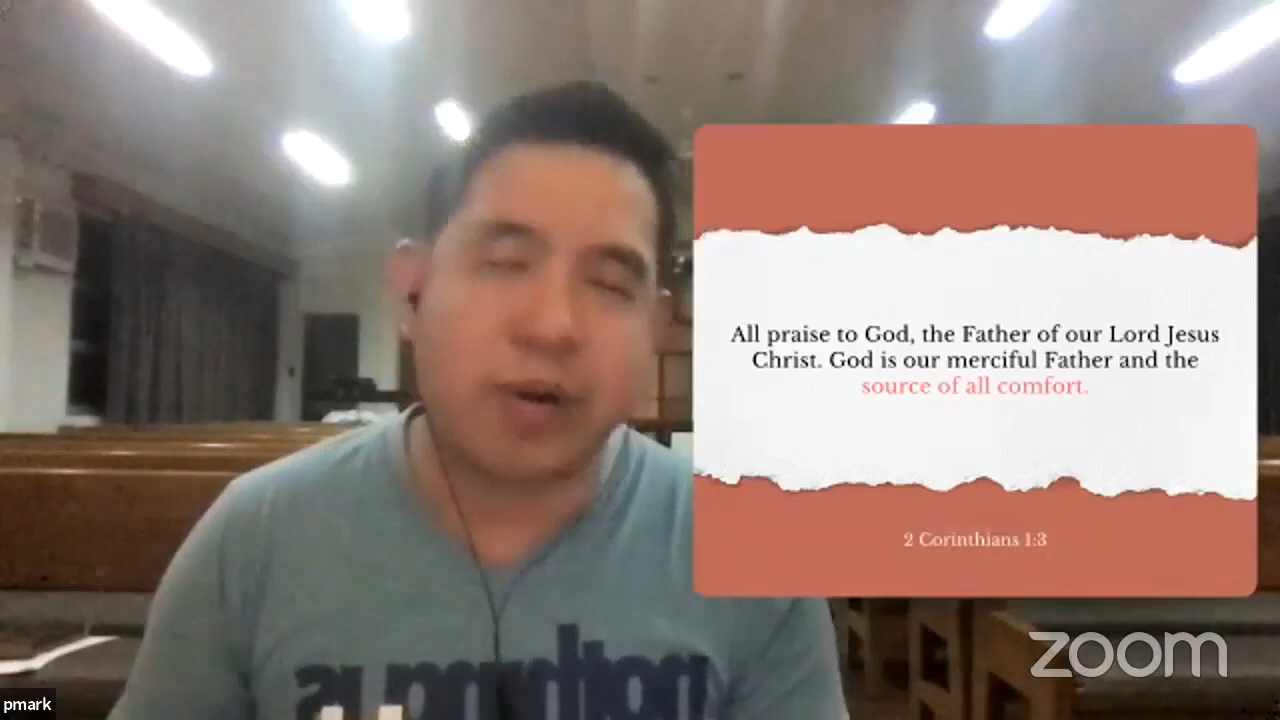 All praise to God, the Father of our Lord Jesus
Christ. God is our merciful Father and the
source of all comfort.
2 Corinthians 1:3
zoom
pmark